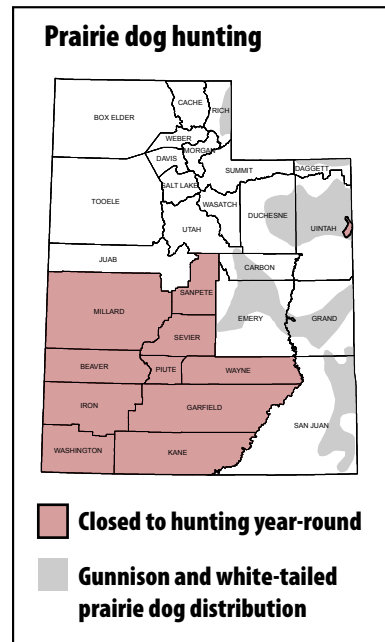 Prairie dog hunting
CACHE
RICH
BOX ELDER
WEBER
MORGAN
DAVIS
DAGGETT
SUMMIT
SALT LAKE
TOOELE
WASATCH
DUCHESNE
UINTAH
UTAH
JUAB
CARBON
SANPETE
MILLARD
EMERY
GRAND
SEVIER
BEAVER
PIUTE
WAYNE
IRON
GARFIELD
SAN JUAN
WASHINGTON
KANE
Closed to hunting year-round
Gunnison and white-tailed
prairie dog distribution